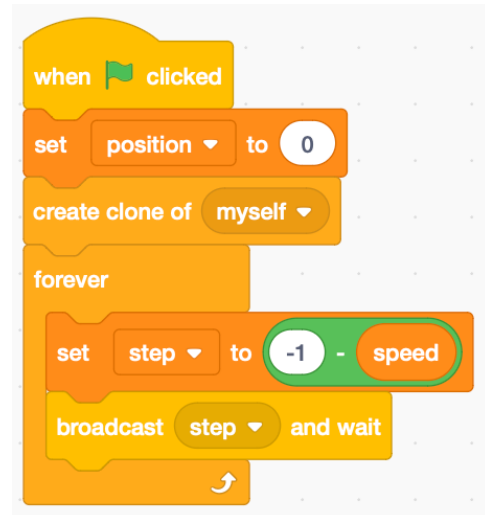 when clicked
set position to 0
create clone of myself
forever
set step to -1 - speed
broadcast step and wait